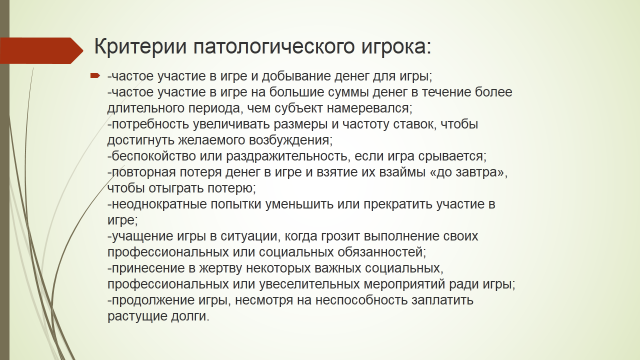 Критерии патологического игрока:
-частое участие в игре и добывание денег для игры;
-частое участие в игре на большие суммы денег в течение более
длительного периода, чем субъект намеревался;
-потребность увеличивать размеры и частоту ставок, чтобы
достигнуть желаемого возбуждения;
-беспокойство или раздражительность, если игра срывается;
-повторная потеря денег в игре и взятие их взаймы «до завтра»,
чтобы отыграть потерю;
-неоднократные попытки уменьшить или прекратить участие в
игре;
-учащение игры в ситуации, когда грозит выполнение своих
профессиональных или социальных обязанностей;
-принесение в жертву некоторых важных социальных,
профессиональных или увеселительных мероприятий ради игры;
-продолжение игры, несмотря на неспособность заплатить
растущие долги.